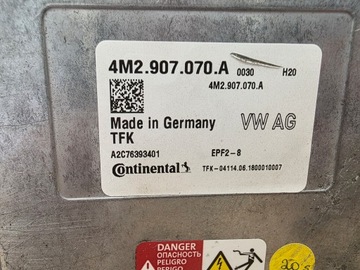 4M2.907.070.A 0030 H20
4M2.907.070.A
Made in Germany VW AG
TFK
A2C76393401 EPF2-8
Continental TFK-04114.06.1800010007
DANGER
ОПАСНОСТЬ
PELIGRO